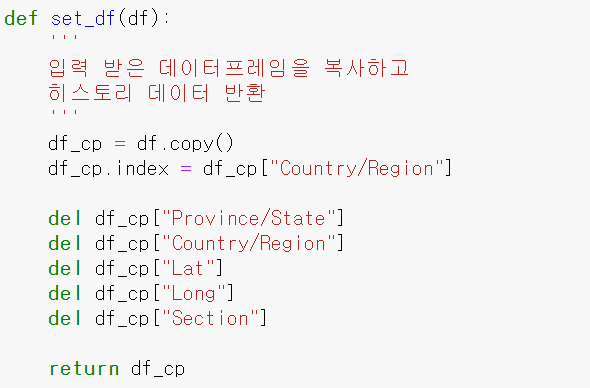 def set_df(df):
    '''
    입력 받은 데이터프레임을 복사하고
    히스토리 데이터 반환
    '''
    df_cp = df.copy()
    df_cp.index = df_cp["Country/Region"]

    del df_cp["Province/State"]
    del df_cp["Country/Region"]
    del df_cp["Lat"]
    del df_cp["Long"]
    del df_cp["Section"]

    return df_cp